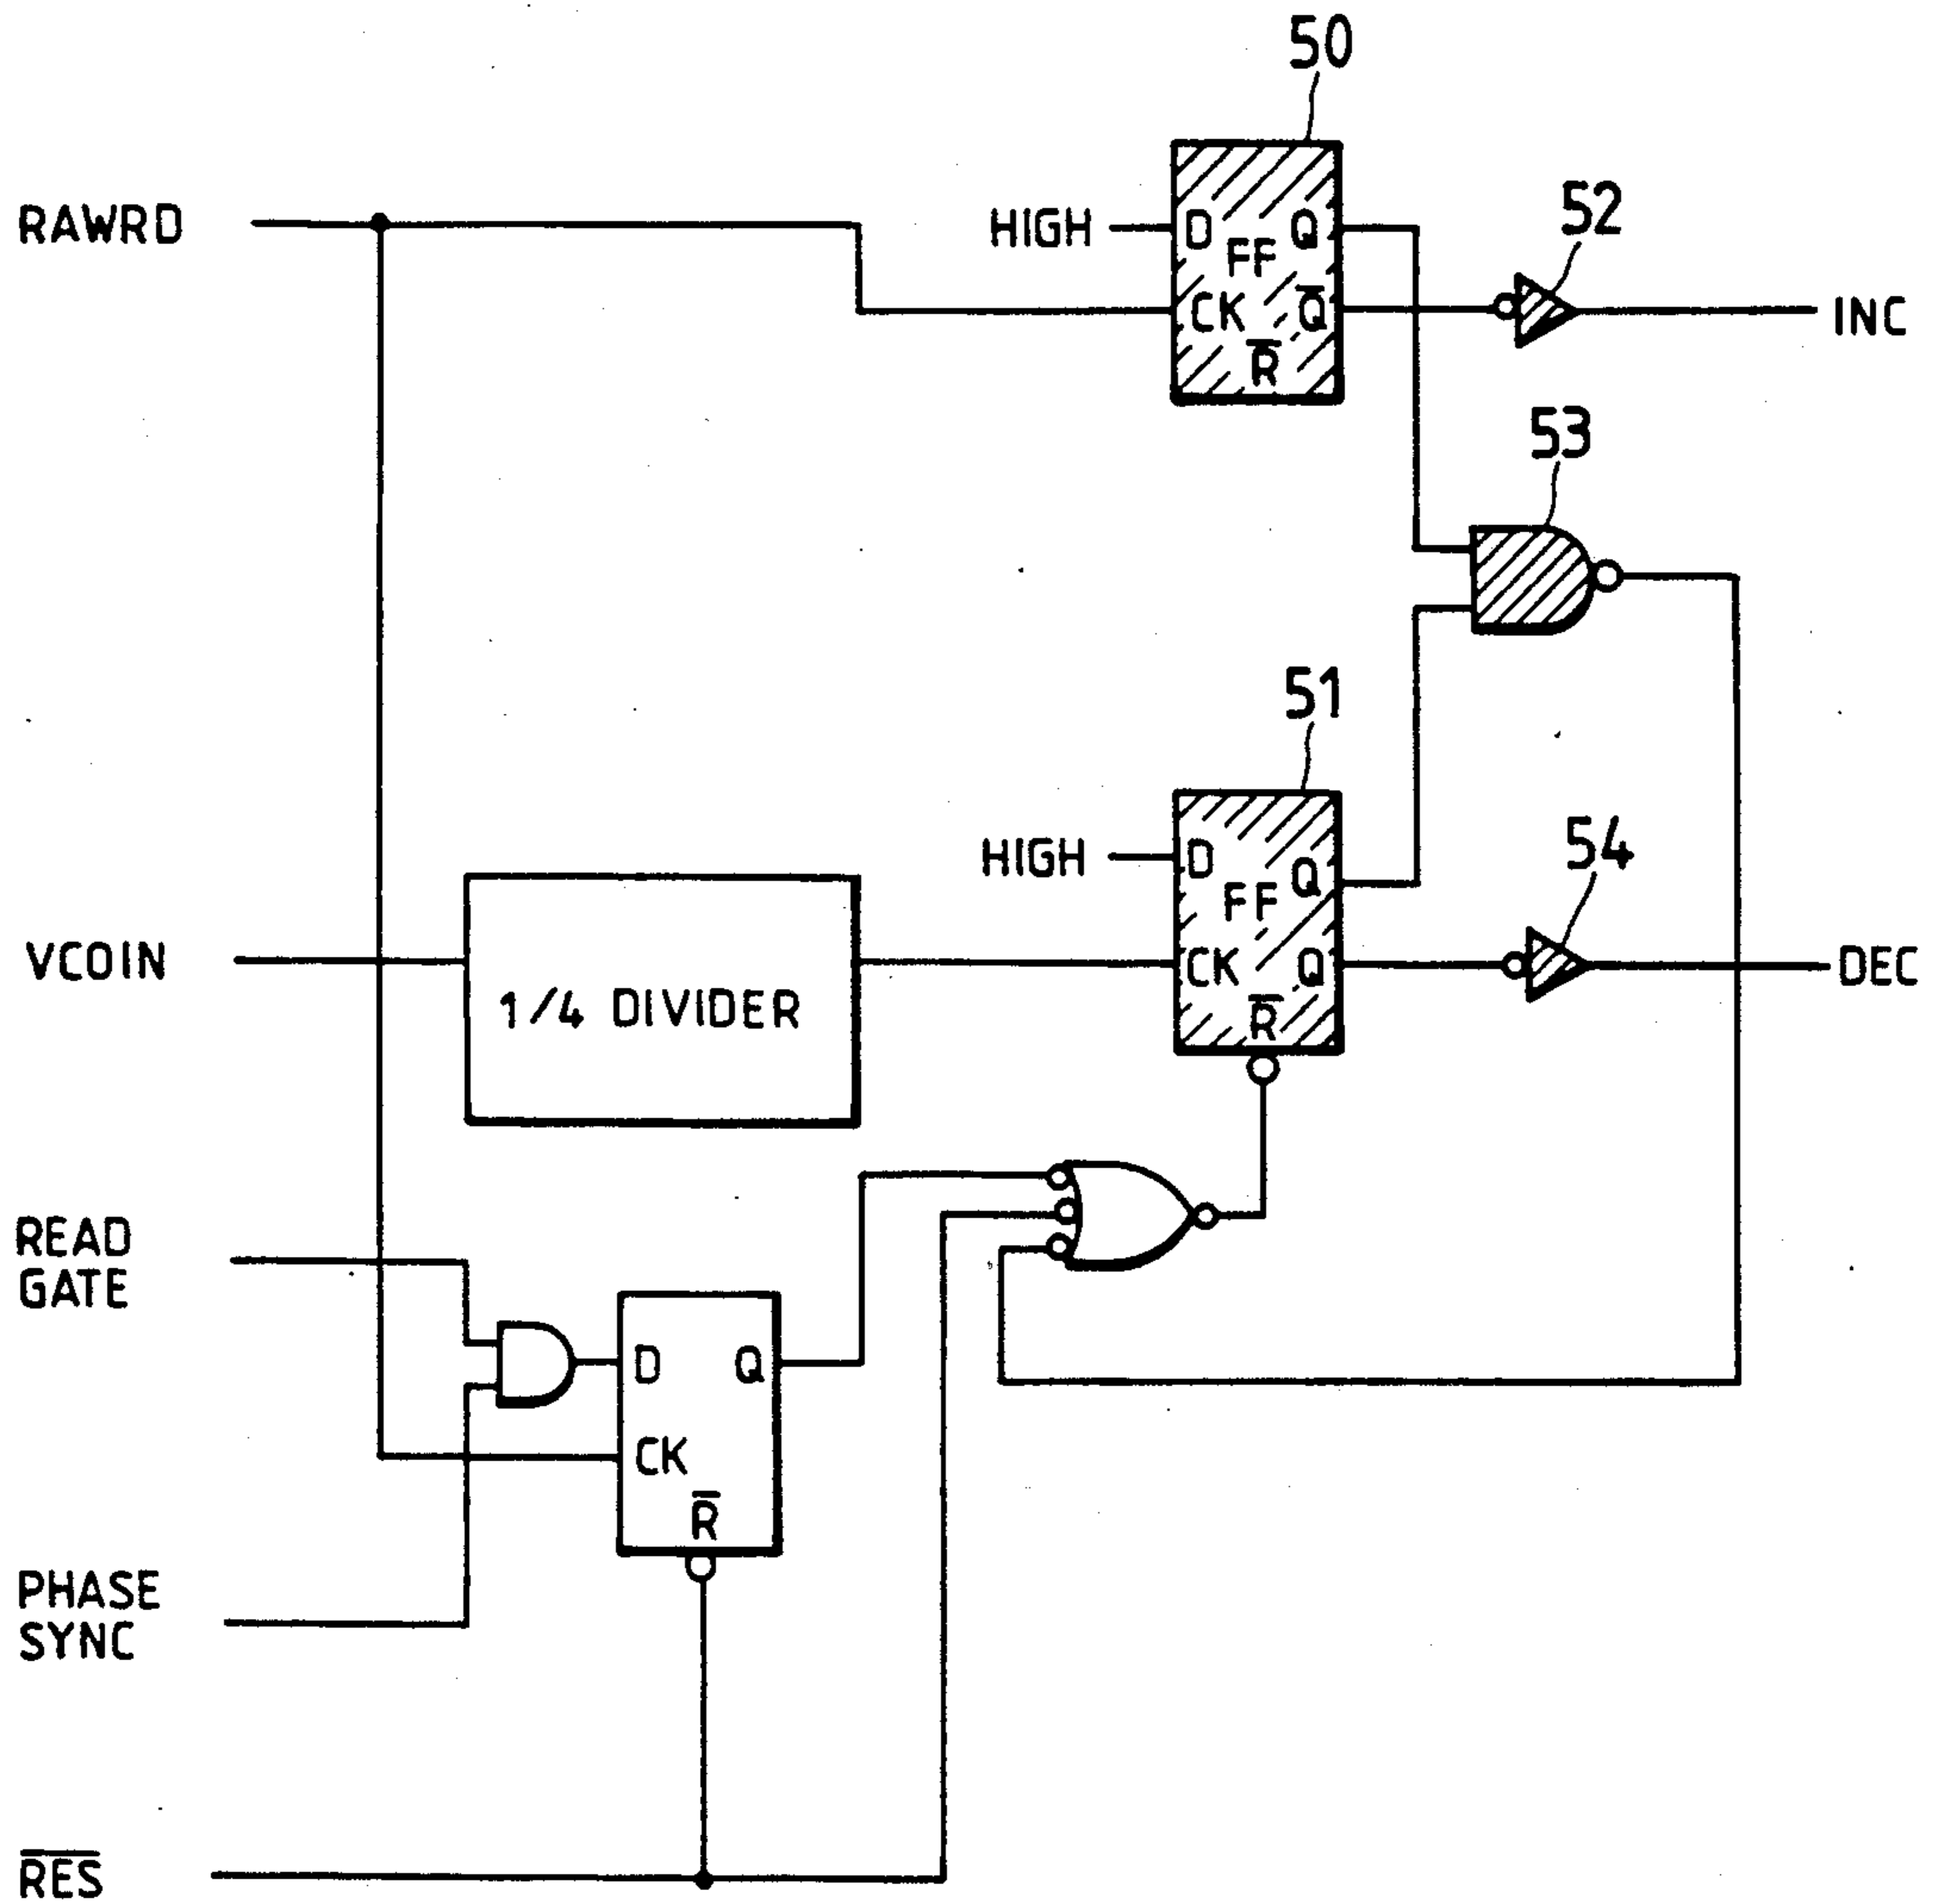 50
RAWRD
HIGH
D
Q
FF
CK
Q̅
R̅
52
INC
53
51
HIGH
D
Q
FF
CK
Q
R̅
54
DEC
VCOIN
1/4 DIVIDER
READ
GATE
D
Q
CK
R̅
PHASE
SYNC
R̅E̅S̅